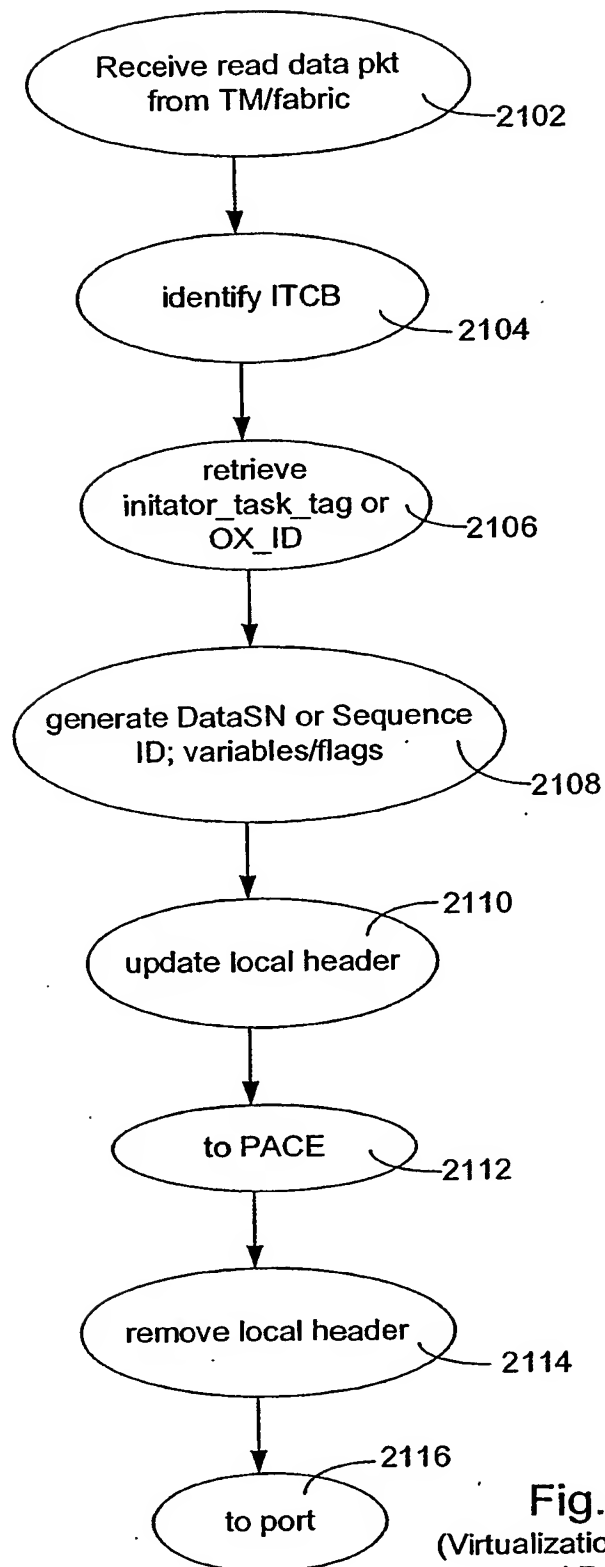 Receive read data pkt
from TM/fabric
2102
identify ITCB
2104
retrieve
initator_task_tag or
OX_ID
2106
generate DataSN or Sequence
ID; variables/flags
2108
2110
update local header
to PACE
2112
remove local header
2114
2116
to port
Fig.
(Virtualizatio